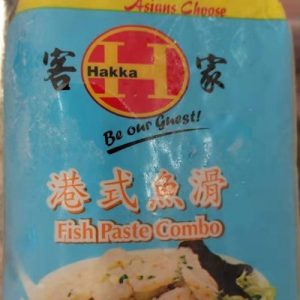 Asians Choose
客 Hakka H 家
Be our Guest!
港式魚滑
Fish Paste Combo